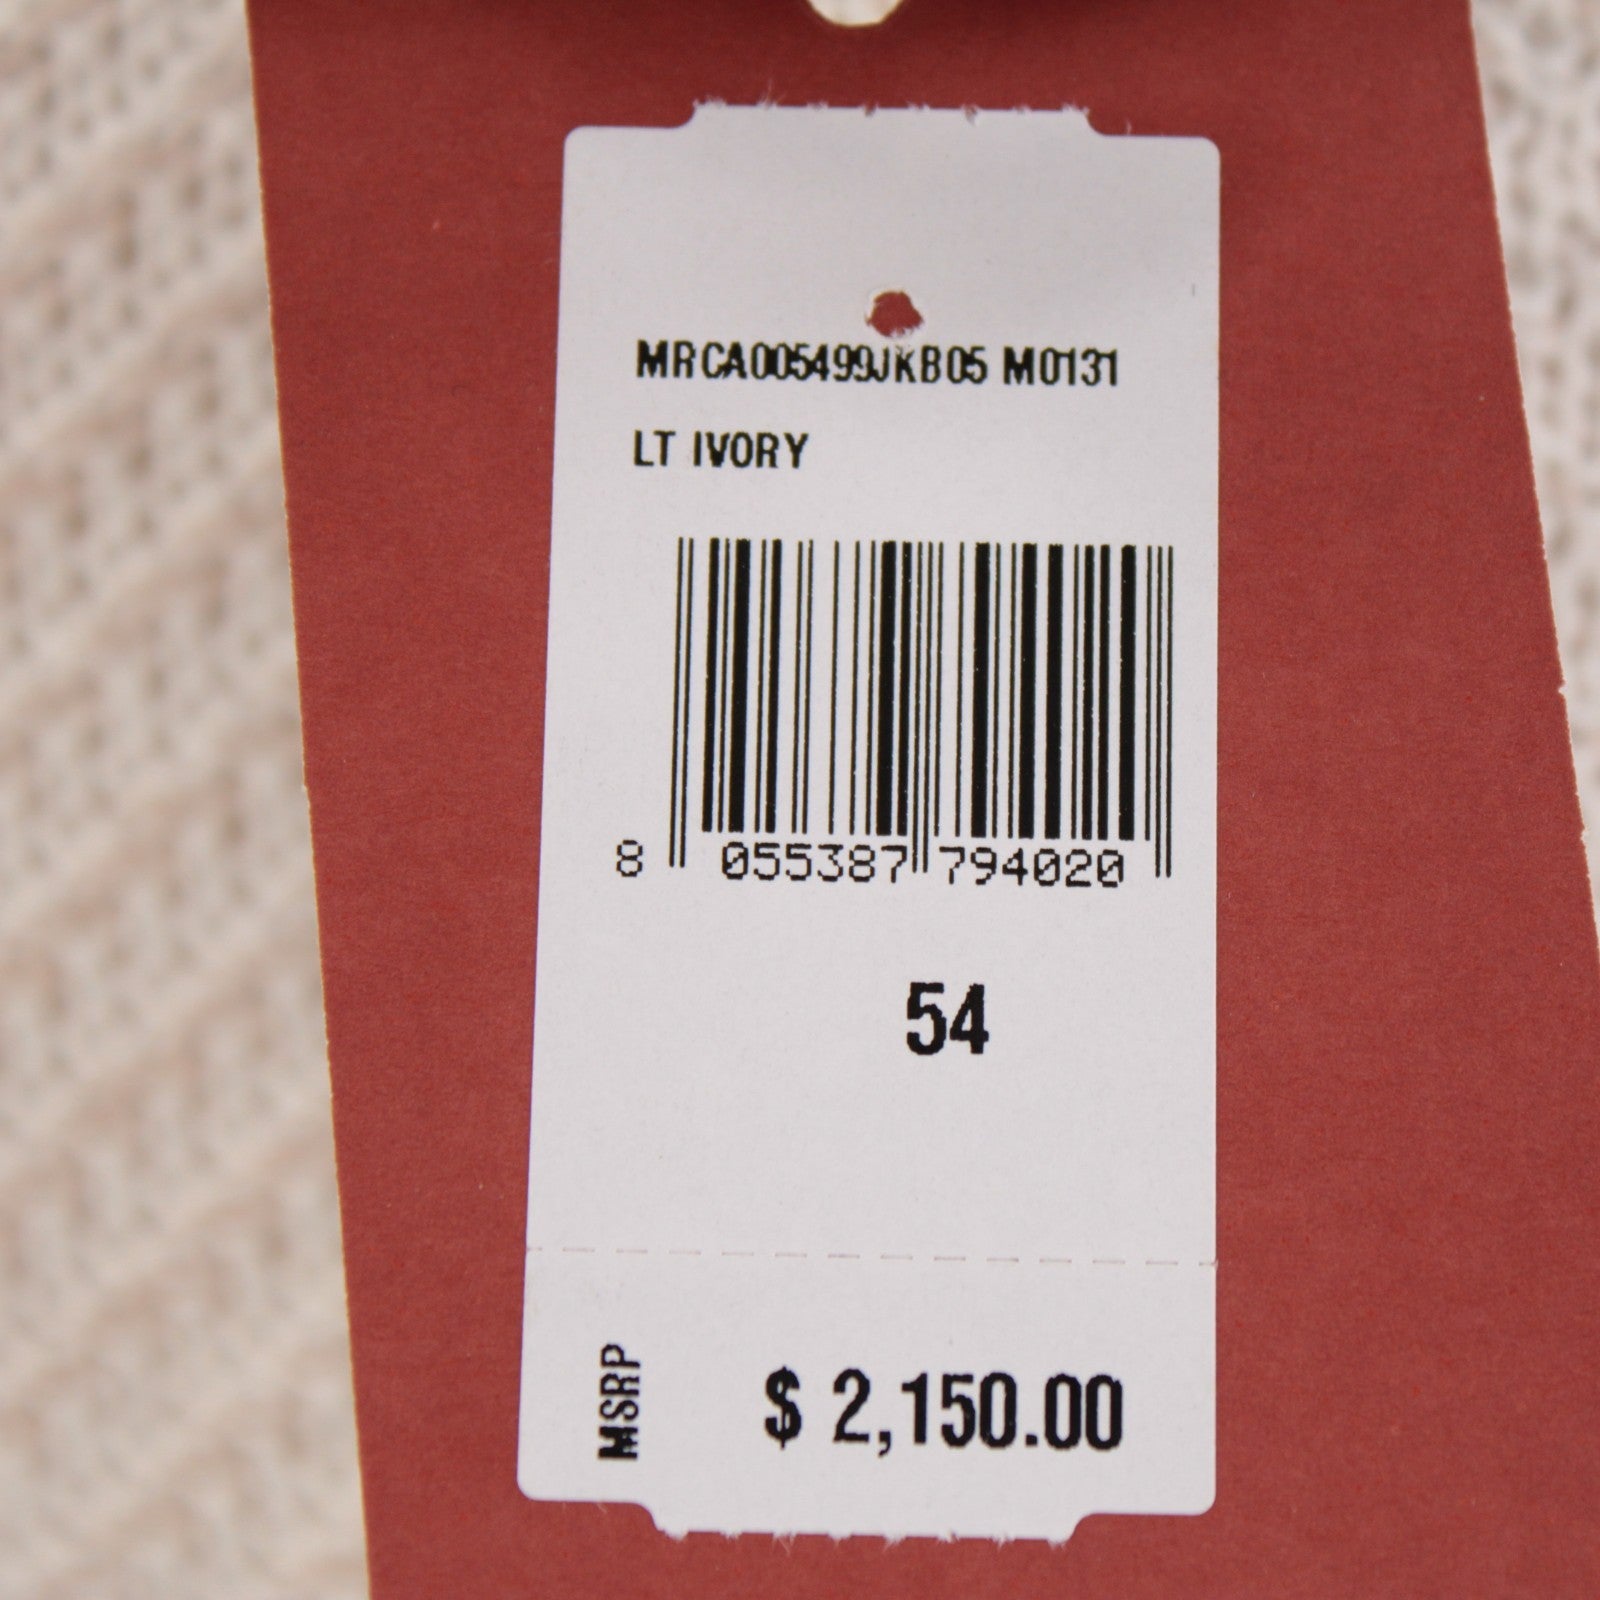 MRCA005499JKB05 M0131
LT IVORY
8 055387 794020
54
MSRP $ 2,150.00